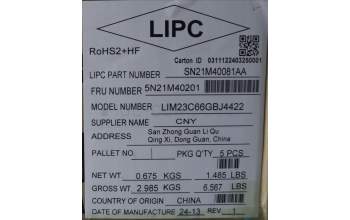 LIPC
RoHS2+HF
Carton ID 0311122403250001
LIPC PART NUMBER SN21M40081AA
FRU NUMBER 5N21M40201
MODEL NUMBER LIM23C66GBJ4422
SUPPLIER NAME CNY
ADDRESS San Zhong Guan Li Qu
Qing Xi, Dong Guan, China
PALLET NO PKG Q'TY 5 PCS
NET WT. 0.675 KGS 1.485 LBS
GROSS WT. 2.985 KGS 6.567 LBS
COUNTRY OF ORIGIN CHINA
DATE OF MANUFACTURE 24-13 REV